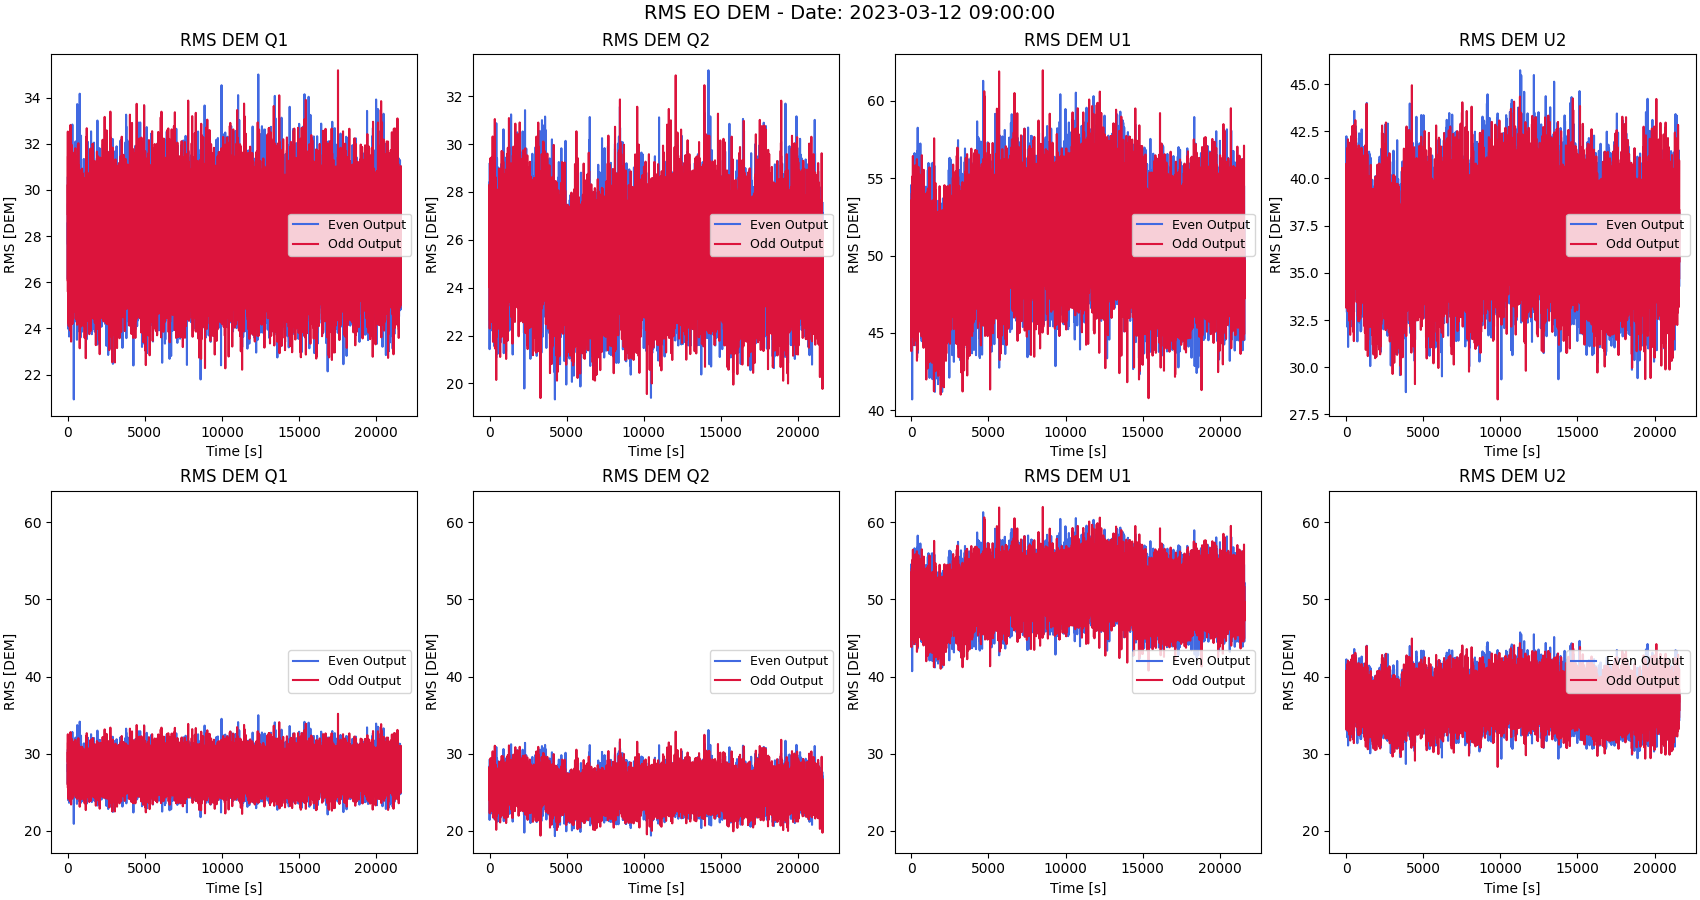 RMS EO DEM - Date: 2023-03-12 09:00:00
RMS DEM Q1
RMS [DEM]
34
32
30
28
26
24
22
0 5000 10000 15000 20000
Time [s]
Even Output
Odd Output
RMS DEM Q2
RMS [DEM]
32
30
28
26
24
22
20
0 5000 10000 15000 20000
Time [s]
Even Output
Odd Output
RMS DEM U1
RMS [DEM]
60
55
50
45
40
0 5000 10000 15000 20000
Time [s]
Even Output
Odd Output
RMS DEM U2
RMS [DEM]
45.0
42.5
40.0
37.5
35.0
32.5
30.0
27.5
0 5000 10000 15000 20000
Time [s]
Even Output
Odd Output
RMS DEM Q1
RMS [DEM]
60
50
40
30
20
0 5000 10000 15000 20000
Time [s]
Even Output
Odd Output
RMS DEM Q2
RMS [DEM]
60
50
40
30
20
0 5000 10000 15000 20000
Time [s]
Even Output
Odd Output
RMS DEM U1
RMS [DEM]
60
50
40
30
20
0 5000 10000 15000 20000
Time [s]
Even Output
Odd Output
RMS DEM U2
RMS [DEM]
60
50
40
30
20
0 5000 10000 15000 20000
Time [s]
Even Output
Odd Output